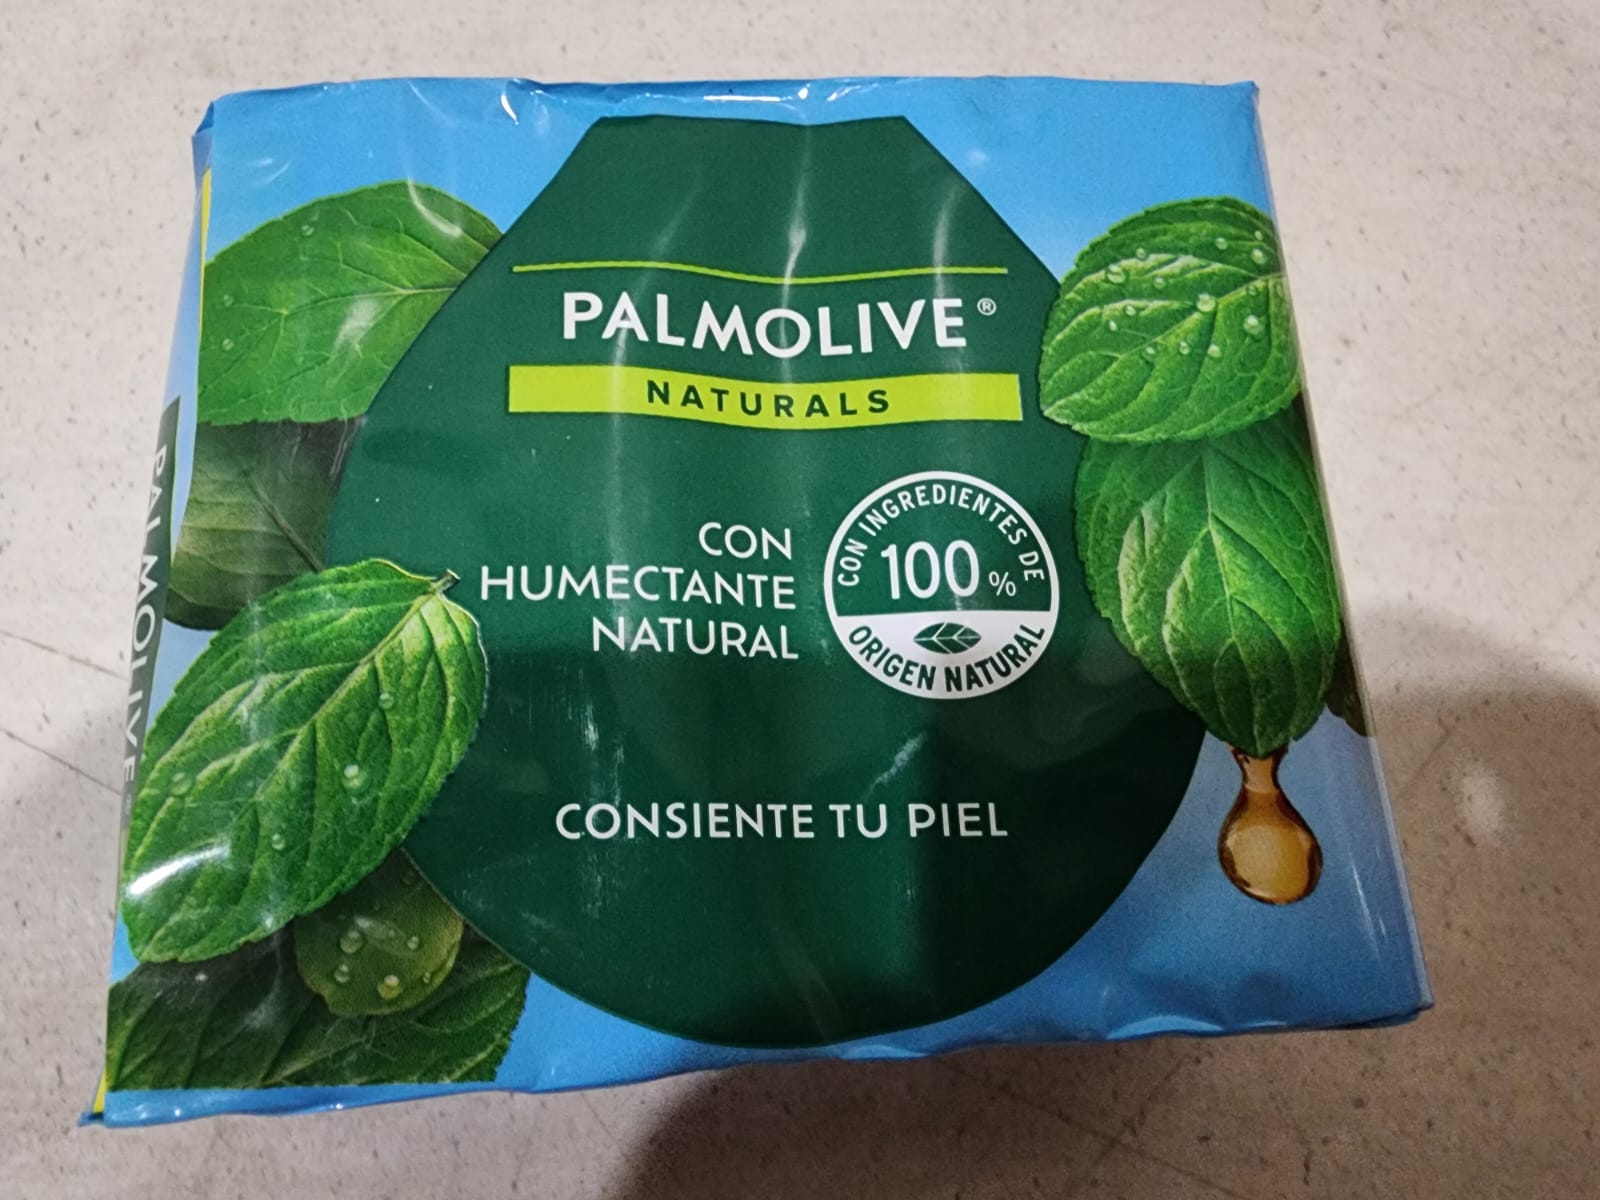 PALMOLIVE®
NATURALS
CON
HUMECTANTE
NATURAL
CON INGREDIENTES DE
100 %
ORIGEN NATURAL
CONSIENTE TU PIEL
PALMOLIVE